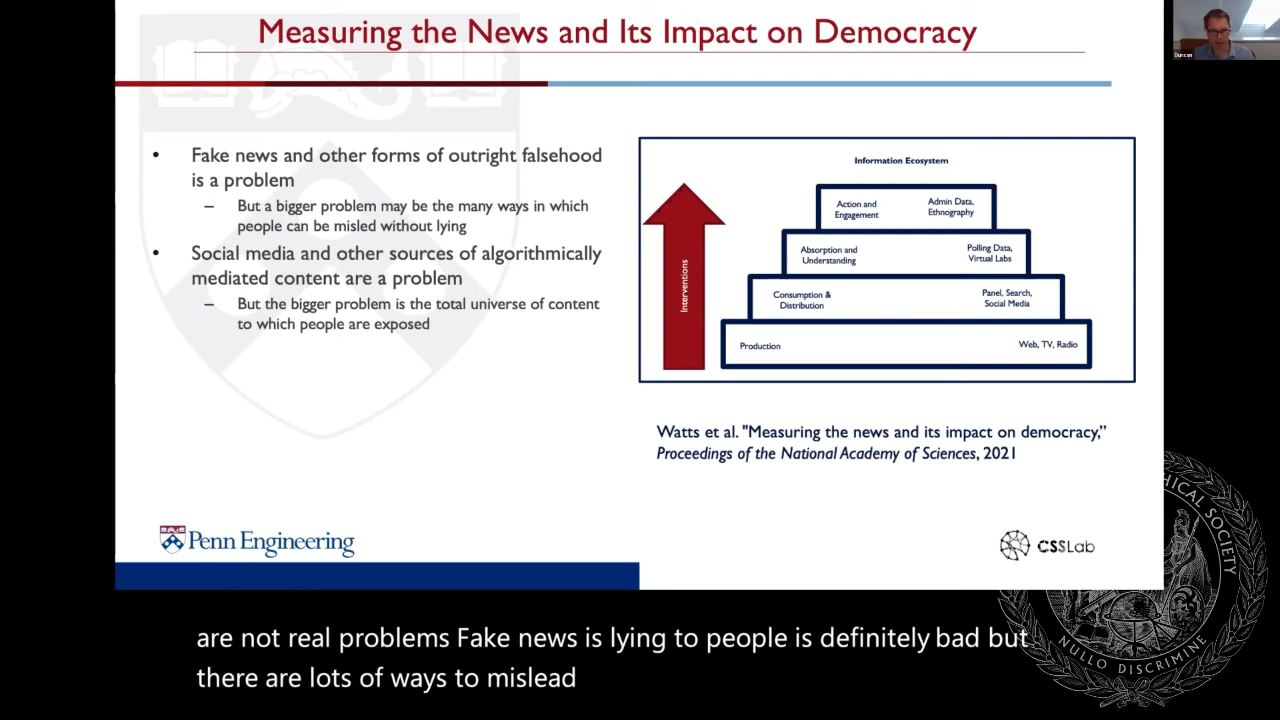 Measuring the News and Its Impact on Democracy
Duncan
• Fake news and other forms of outright falsehood
is a problem
– But a bigger problem may be the many ways in which
people can be misled without lying
• Social media and other sources of algorithmically
mediated content are a problem
– But the bigger problem is the total universe of content
to which people are exposed
Information Ecosystem
Interventions
Action and
Engagement
Admin Data,
Ethnography
Absorption and
Understanding
Polling Data,
Virtual Labs
Consumption &
Distribution
Panel, Search,
Social Media
Production
Web, TV, Radio
Watts et al. "Measuring the news and its impact on democracy,”
Proceedings of the National Academy of Sciences, 2021
Penn Engineering
CSSLab
HICAL SOCIETY
NULLO DISCRIMINE
are not real problems Fake news is lying to people is definitely bad but
there are lots of ways to mislead